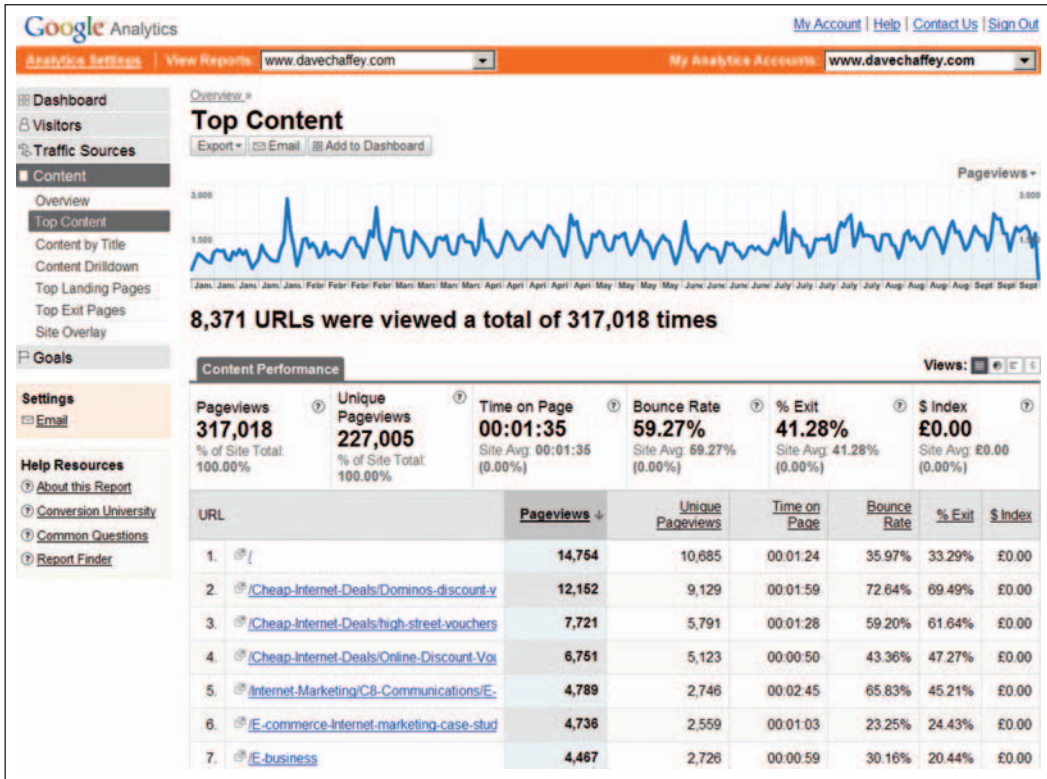 Google Analytics
My Account | Help | Contact Us | Sign Out
Analytics Settings | View Reports: www.davechaffey.com My Analytics Accounts: www.davechaffey.com
Dashboard
Visitors
Traffic Sources
Content
Overview
Top Content
Content by Title
Content Drilldown
Top Landing Pages
Top Exit Pages
Site Overlay
Goals
Settings
Email
Help Resources
About this Report
Conversion University
Common Questions
Report Finder
Overview »
Top Content
Export Email Add to Dashboard
Pageviews
3,000 3,000
1,500 1,500
8,371 URLs were viewed a total of 317,018 times
Content Performance Views:
Pageviews
317,018
% of Site Total:
100.00%
Unique
Pageviews
227,005
% of Site Total:
100.00%
Time on Page
00:01:35
Site Avg: 00:01:35
(0.00%)
Bounce Rate
59.27%
Site Avg: 59.27%
(0.00%)
% Exit
41.28%
Site Avg: 41.28%
(0.00%)
$ Index
£0.00
Site Avg: £0.00
(0.00%)
URL Pageviews Unique Pageviews Time on Page Bounce Rate % Exit $ Index
1. / 14,754 10,685 00:01:24 35.97% 33.29% £0.00
2. /Cheap-Internet-Deals/Dominos-discount-v 12,152 9,129 00:01:59 72.64% 69.49% £0.00
3. /Cheap-Internet-Deals/high-street-vouchers 7,721 5,791 00:01:28 59.20% 61.64% £0.00
4. /Cheap-Internet-Deals/Online-Discount-Vou 6,751 5,123 00:00:50 43.36% 47.27% £0.00
5. /Internet-Marketing/C8-Communications/E- 4,789 2,746 00:02:45 65.83% 45.21% £0.00
6. /E-commerce-Internet-marketing-case-stud 4,736 2,559 00:01:03 23.25% 24.43% £0.00
7. /E-business 4,467 2,726 00:00:59 30.16% 20.44% £0.00